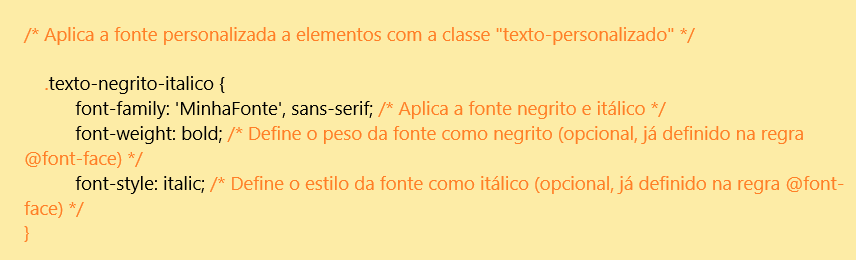 /* Aplica a fonte personalizada a elementos com a classe "texto-personalizado" */
.texto-negrito-italico {
font-family: 'MinhaFonte', sans-serif; /* Aplica a fonte negrito e itálico */
font-weight: bold; /* Define o peso da fonte como negrito (opcional, já definido na regra
@font-face) */
font-style: italic; /* Define o estilo da fonte como itálico (opcional, já definido na regra @font-
face) */
}